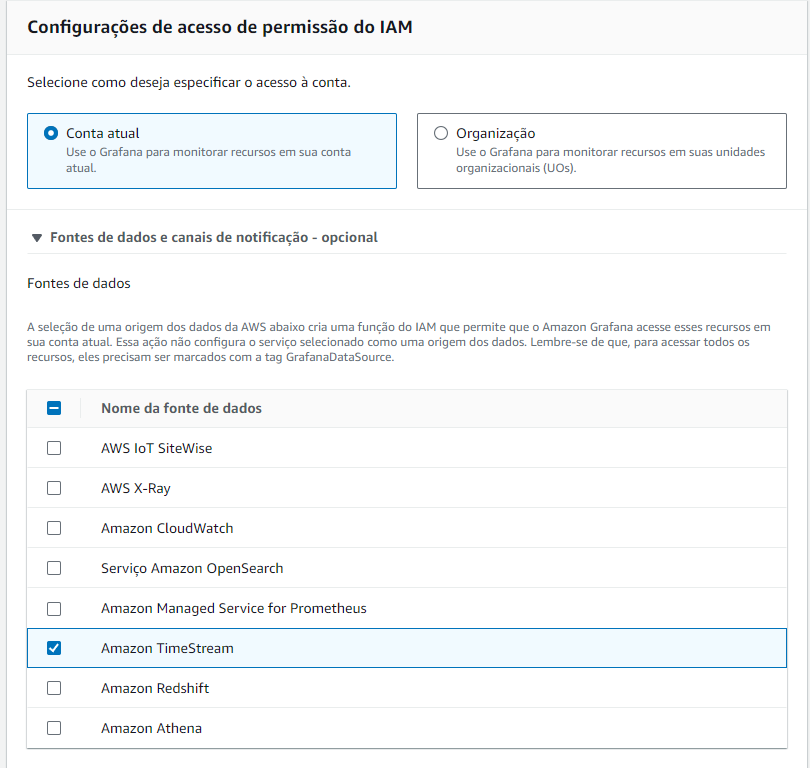 Configurações de acesso de permissão do IAM
Selecione como deseja especificar o acesso à conta.
Conta atual
Use o Grafana para monitorar recursos em sua conta
atual.
Organização
Use o Grafana para monitorar recursos em suas unidades
organizacionais (UOs).
Fontes de dados e canais de notificação - opcional
Fontes de dados
A seleção de uma origem dos dados da AWS abaixo cria uma função do IAM que permite que o Amazon Grafana acesse esses recursos em
sua conta atual. Essa ação não configura o serviço selecionado como uma origem dos dados. Lembre-se de que, para acessar todos os
recursos, eles precisam ser marcados com a tag GrafanaDataSource.
Nome da fonte de dados
AWS IoT SiteWise
AWS X-Ray
Amazon CloudWatch
Serviço Amazon OpenSearch
Amazon Managed Service for Prometheus
Amazon TimeStream
Amazon Redshift
Amazon Athena